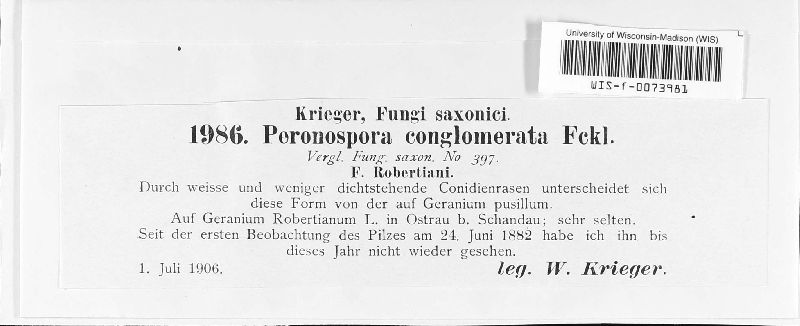 University of Wisconsin-Madison (WIS)
WIS-f-0073981
Krieger, Fungi saxonici.
1986. Peronospora conglomerata Fckl.
Vergl. Fung. saxon. No 397.
F. Robertiani.
Durch weisse und weniger dichtstehende Conidienrasen unterscheidet sich
diese Form von der auf Geranium pusillum.
Auf Geranium Robertianum L. in Ostrau b. Schandau; sehr selten.
Seit der ersten Beobachtung des Pilzes am 24. Juni 1882 habe ich ihn bis
dieses Jahr nicht wieder gesehen.
1. Juli 1906. leg. W. Krieger.